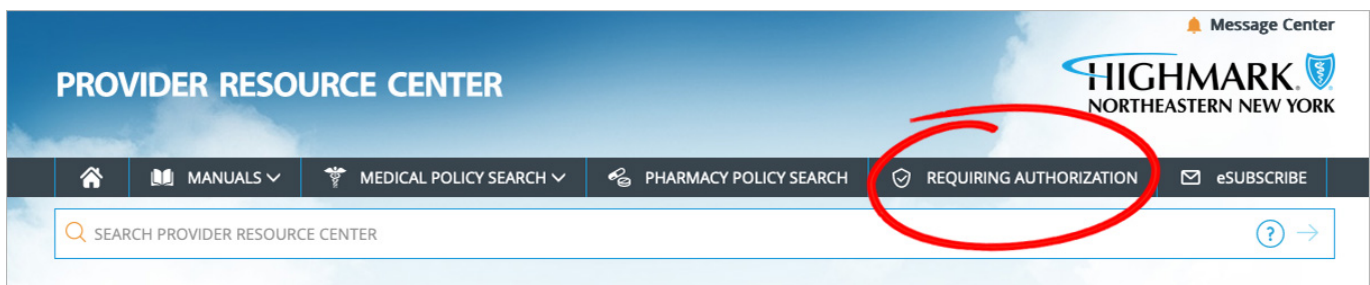 Message Center
PROVIDER RESOURCE CENTER
HIGHMARK.
NORTHEASTERN NEW YORK
MANUALS MEDICAL POLICY SEARCH PHARMACY POLICY SEARCH REQUIRING AUTHORIZATION eSUBSCRIBE
SEARCH PROVIDER RESOURCE CENTER ?